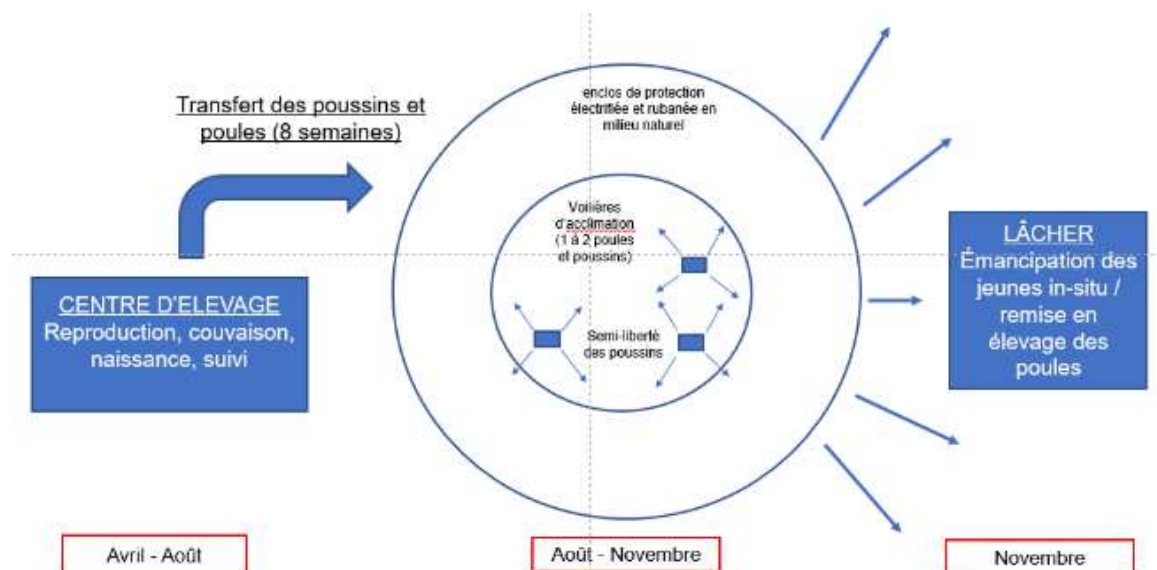 Transfert des poussins et
poules (8 semaines)
CENTRE D'ELEVAGE
Reproduction, couvaison,
naissance, suivi
enclos de protection
électrifiée et rubanée en
milieu naturel
Volières
d'acclimation
(1 à 2 poules
et poussins)
Semi-liberté
des poussins
LÂCHER
Émancipation des
jeunes in-situ /
remise en
élevage des
poules
Avril - Août
Août - Novembre
Novembre